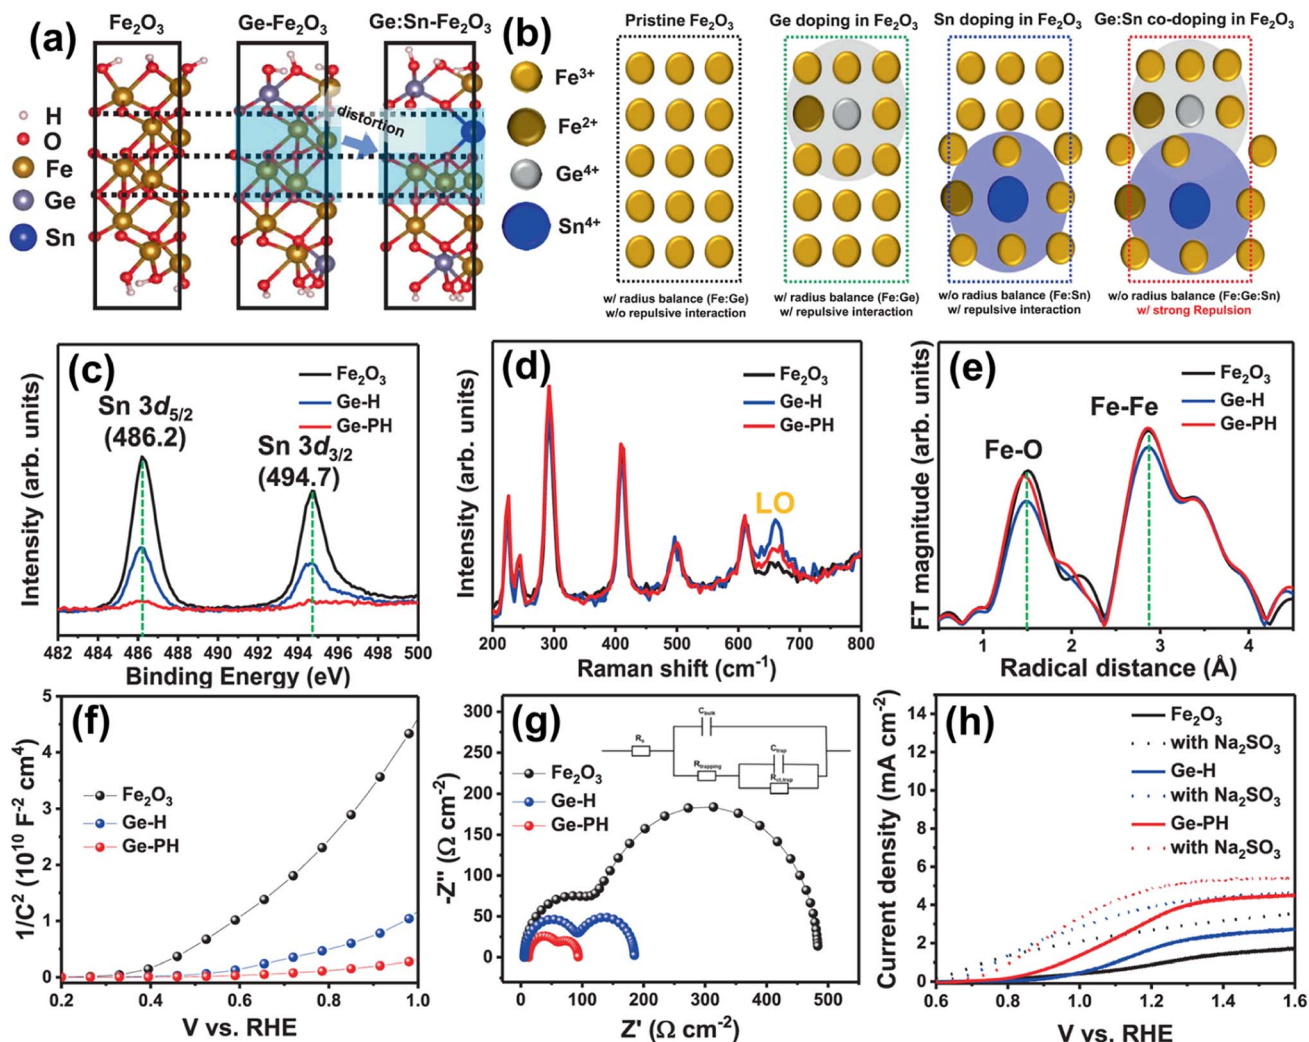 (a)
Fe2O3
Ge-Fe2O3
Ge:Sn-Fe2O3
distortion
H
O
Fe
Ge
Sn
(b)
Pristine Fe2O3
Ge doping in Fe2O3
Sn doping in Fe2O3
Ge:Sn co-doping in Fe2O3
Fe3+
Fe2+
Ge4+
Sn4+
w/ radius balance (Fe:Ge)
w/o repulsive interaction
w/ radius balance (Fe:Ge)
w/ repulsive interaction
w/o radius balance (Fe:Sn)
w/ repulsive interaction
w/o radius balance (Fe:Ge:Sn)
w/ strong Repulsion
(c)
Fe2O3
Ge-H
Ge-PH
Sn 3d5/2
(486.2)
Sn 3d3/2
(494.7)
Intensity (arb. units)
482 484 486 488 490 492 494 496 498 500
Binding Energy (eV)
(d)
Fe2O3
Ge-H
Ge-PH
LO
Intensity (arb. units)
200 300 400 500 600 700 800
Raman shift (cm-1)
(e)
Fe2O3
Ge-H
Ge-PH
Fe-O
Fe-Fe
FT magnitude (arb. units)
1 2 3 4
Radical distance (Å)
(f)
Fe2O3
Ge-H
Ge-PH
1/C2 (1010 F-2 cm4)
5
4
3
2
1
0
0.2 0.4 0.6 0.8 1.0
V vs. RHE
(g)
Fe2O3
Ge-H
Ge-PH
Rs
Cbulk
Rtrapping
Ctrap
Rct,trap
-Z'' (Ω cm-2)
300
250
200
150
100
50
0
0 100 200 300 400 500
Z' (Ω cm-2)
(h)
Fe2O3
with Na2SO3
Ge-H
with Na2SO3
Ge-PH
with Na2SO3
Current density (mA cm-2)
14
12
10
8
6
4
2
0
0.6 0.8 1.0 1.2 1.4 1.6
V vs. RHE